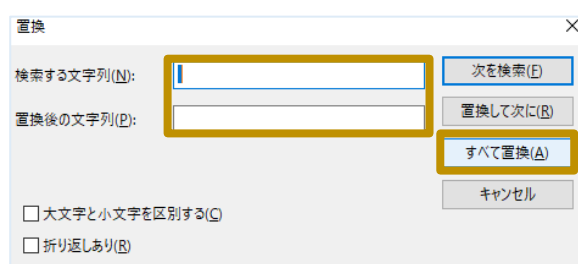 置換
検索する文字列(N):
次を検索(F)
置換後の文字列(P):
置換して次に(R)
すべて置換(A)
キャンセル
大文字と小文字を区別する(C)
折り返しあり(R)